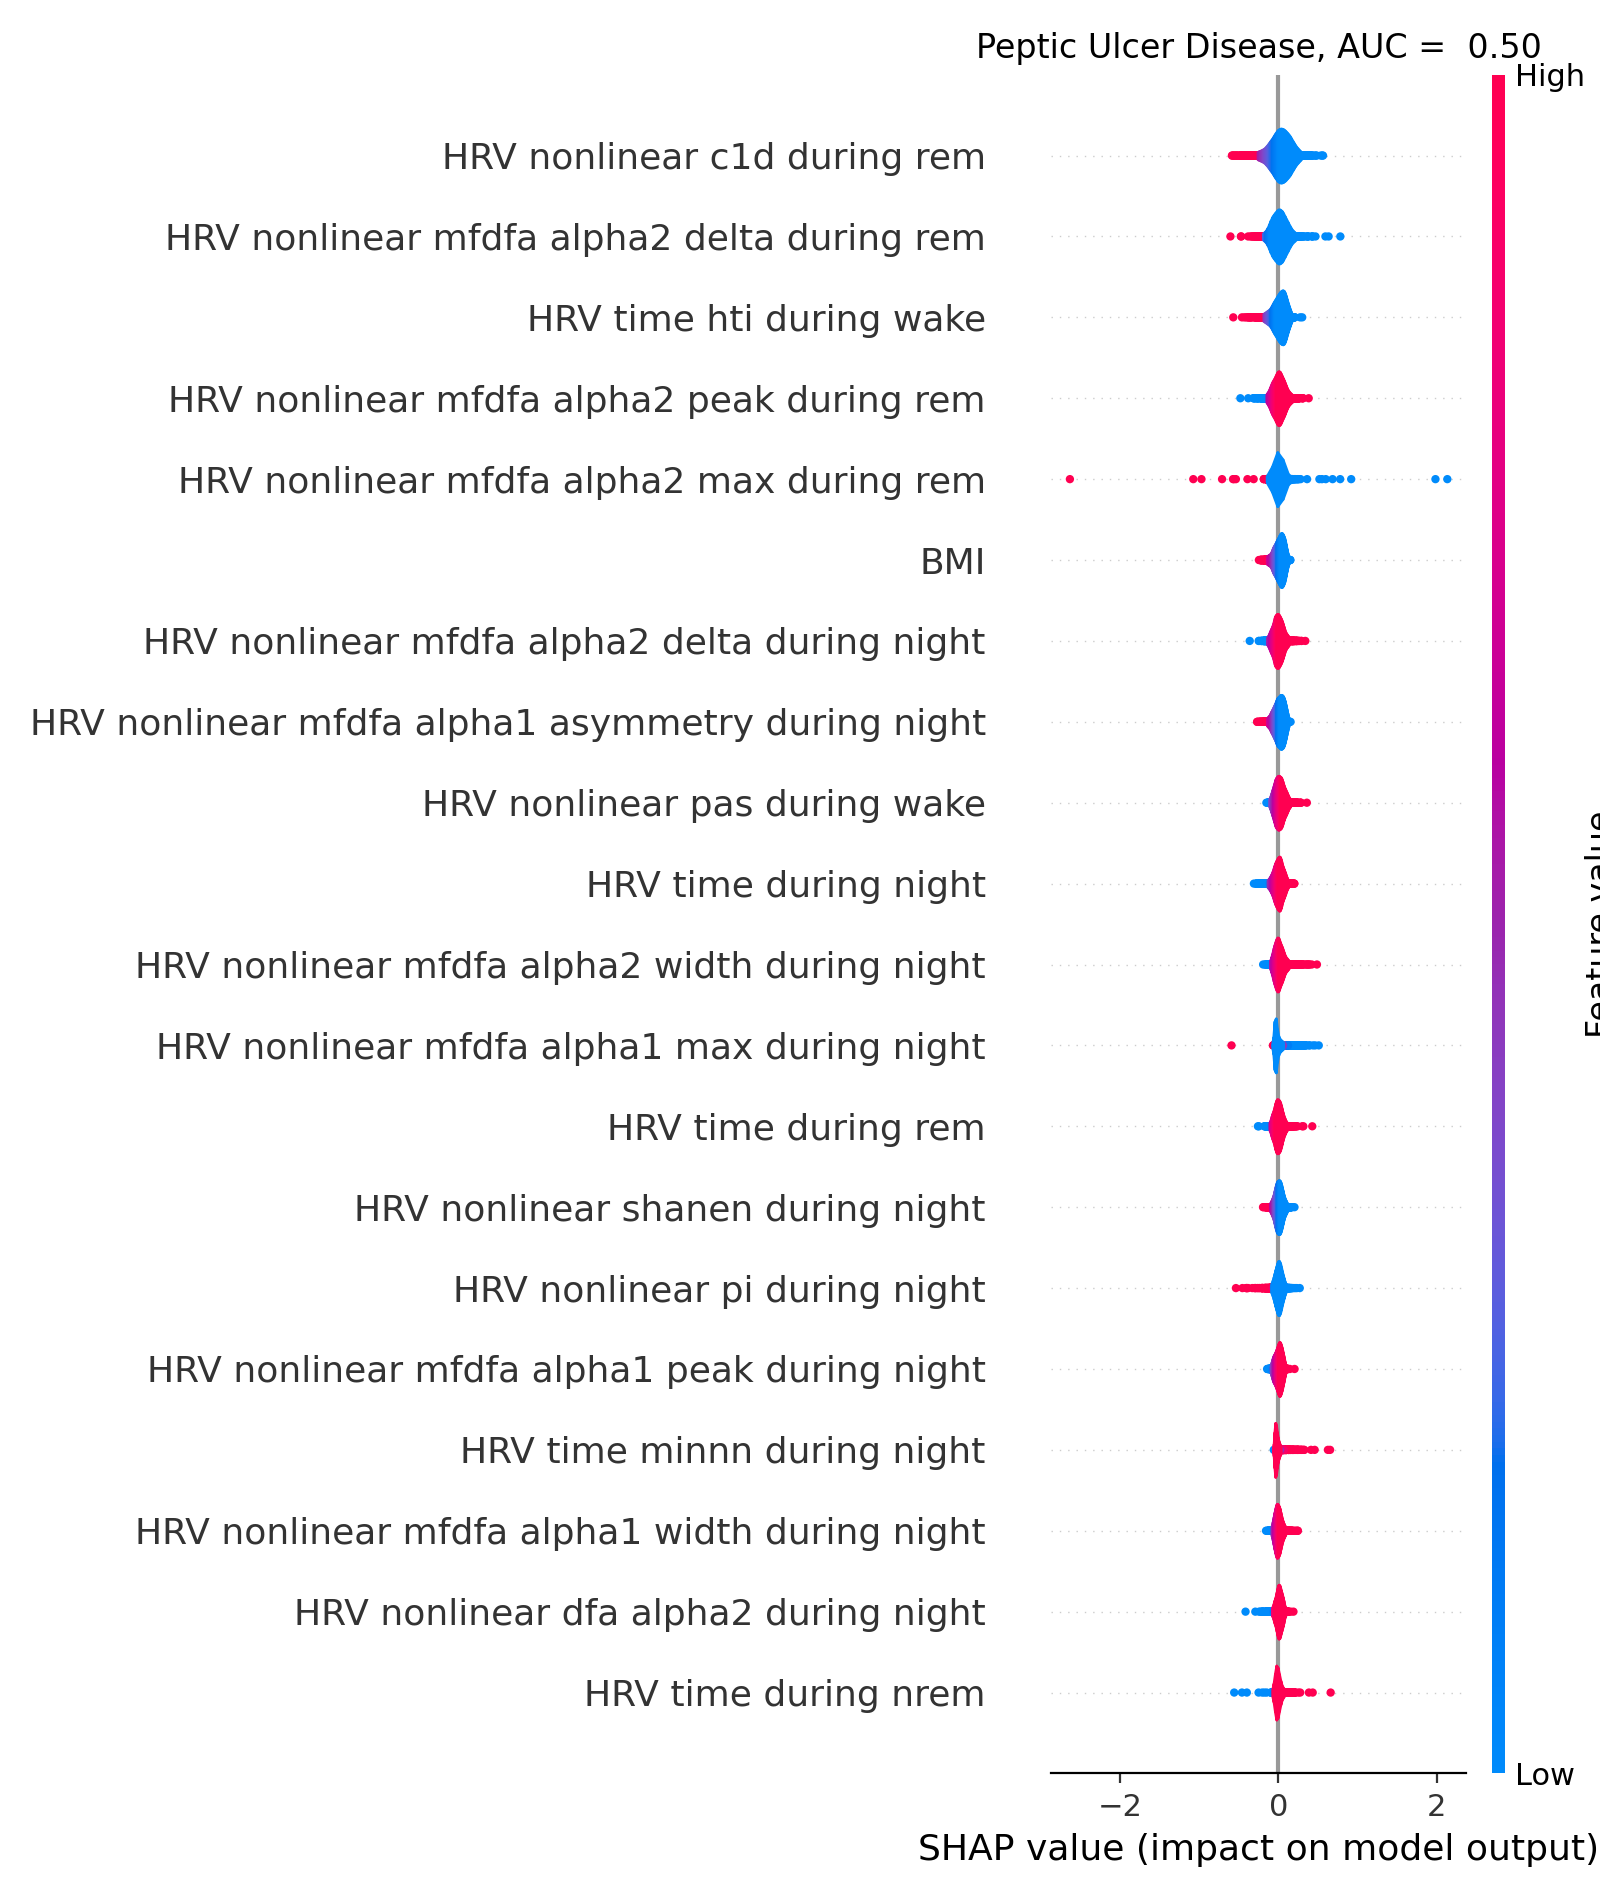 Peptic Ulcer Disease, AUC =  0.50
High
HRV nonlinear c1d during rem
HRV nonlinear mfdfa alpha2 delta during rem
HRV time hti during wake
HRV nonlinear mfdfa alpha2 peak during rem
HRV nonlinear mfdfa alpha2 max during rem
BMI
HRV nonlinear mfdfa alpha2 delta during night
HRV nonlinear mfdfa alpha1 asymmetry during night
HRV nonlinear pas during wake
HRV time during night
HRV nonlinear mfdfa alpha2 width during night
HRV nonlinear mfdfa alpha1 max during night
HRV time during rem
HRV nonlinear shanen during night
HRV nonlinear pi during night
HRV nonlinear mfdfa alpha1 peak during night
HRV time minnn during night
HRV nonlinear mfdfa alpha1 width during night
HRV nonlinear dfa alpha2 during night
HRV time during nrem
Feature value
Low
−2 0 2
SHAP value (impact on model output)